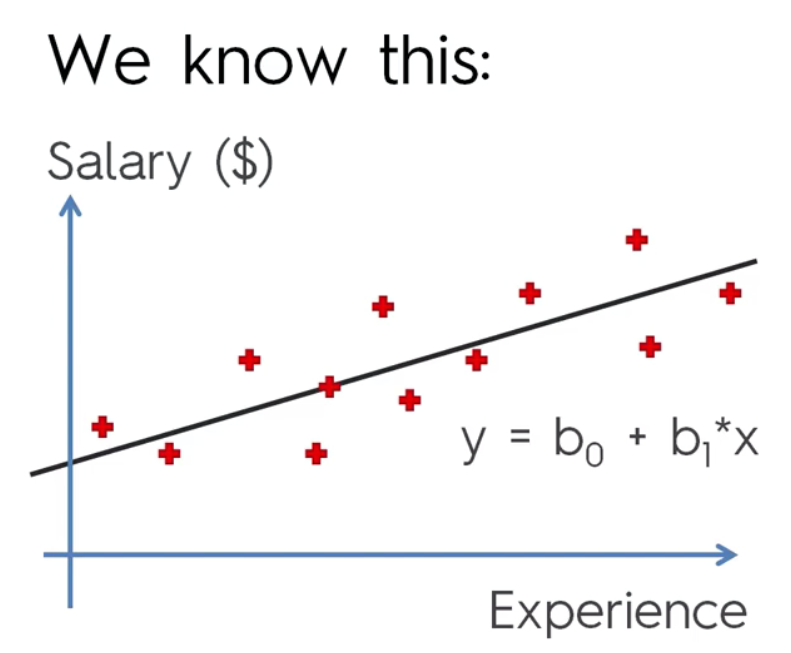 We know this:
Salary ($)
y = b₀ + b₁*x
Experience